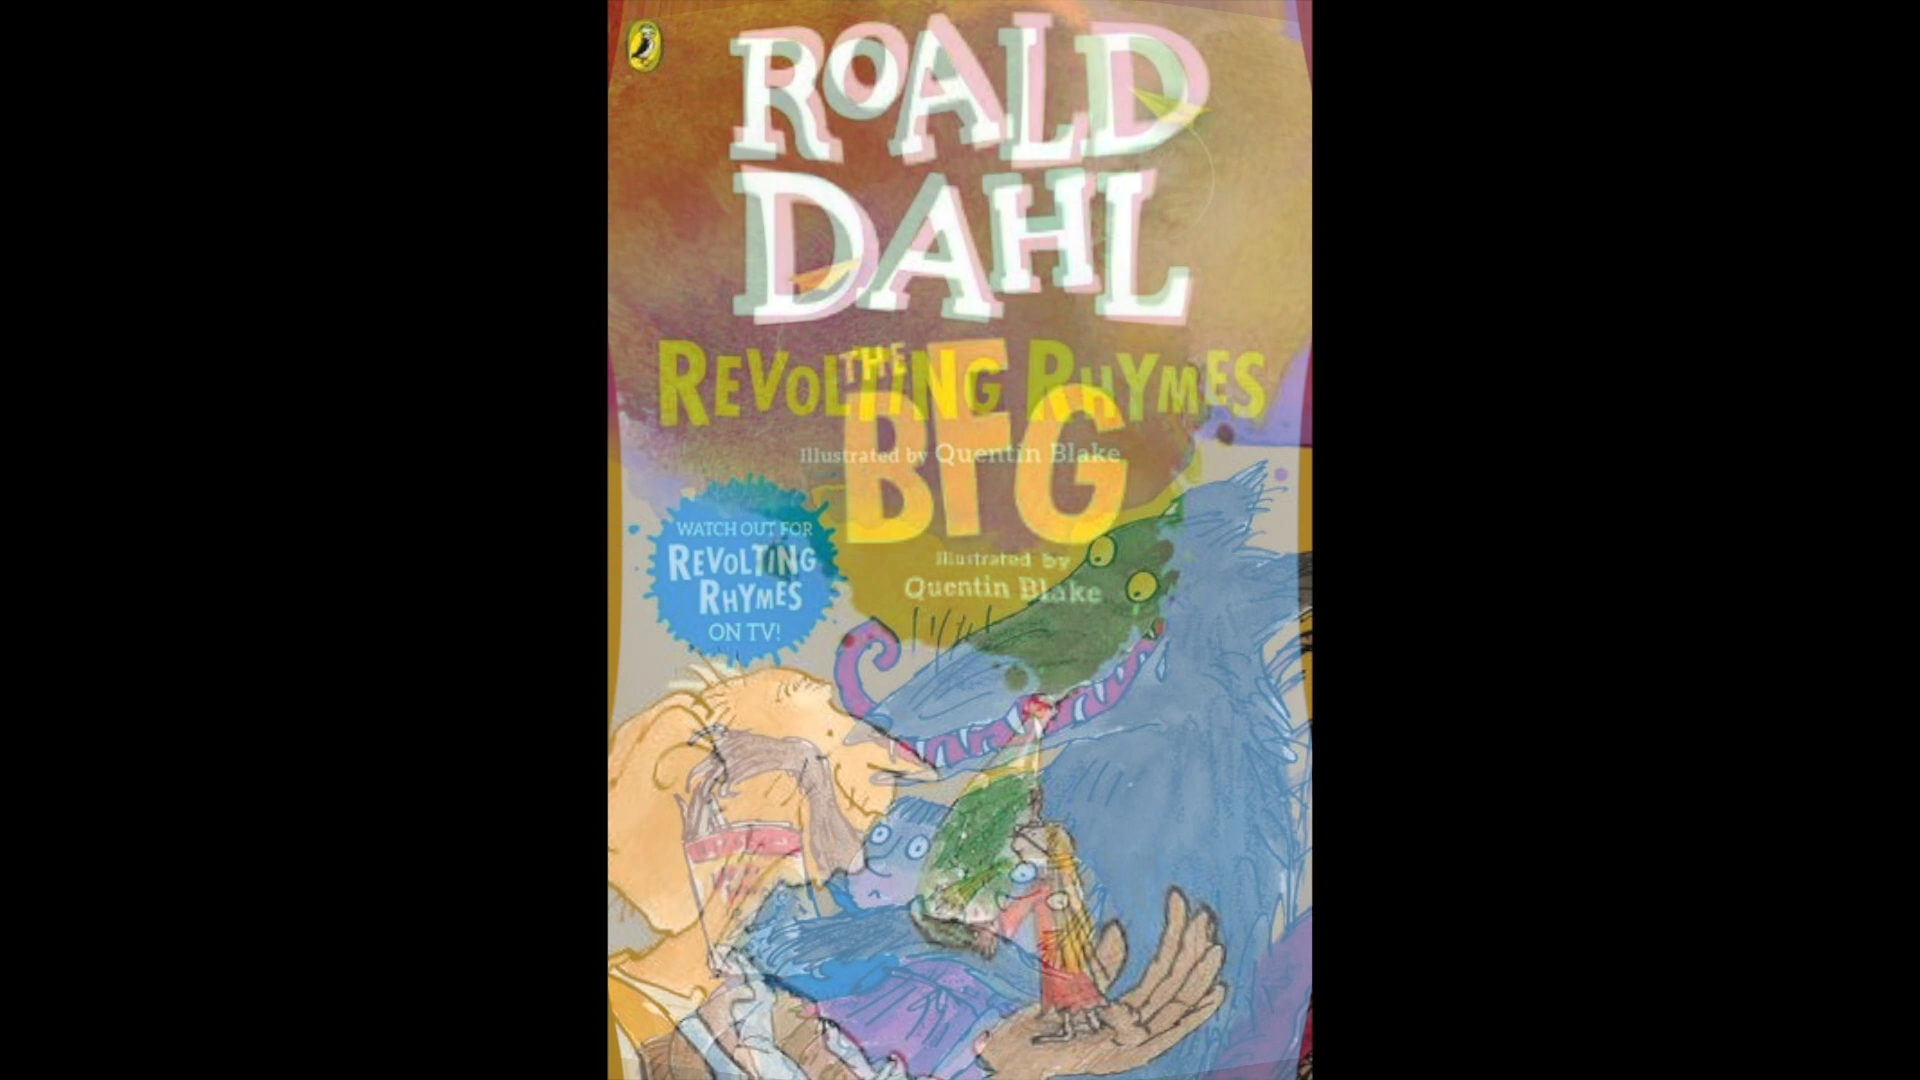 ROALD
DAHL
THE
REVOLTING RHYMES
BFG
Illustrated by Quentin Blake
WATCH OUT FOR
REVOLTING
RHYMES
ON TV!
Illustrated by
Quentin Blake